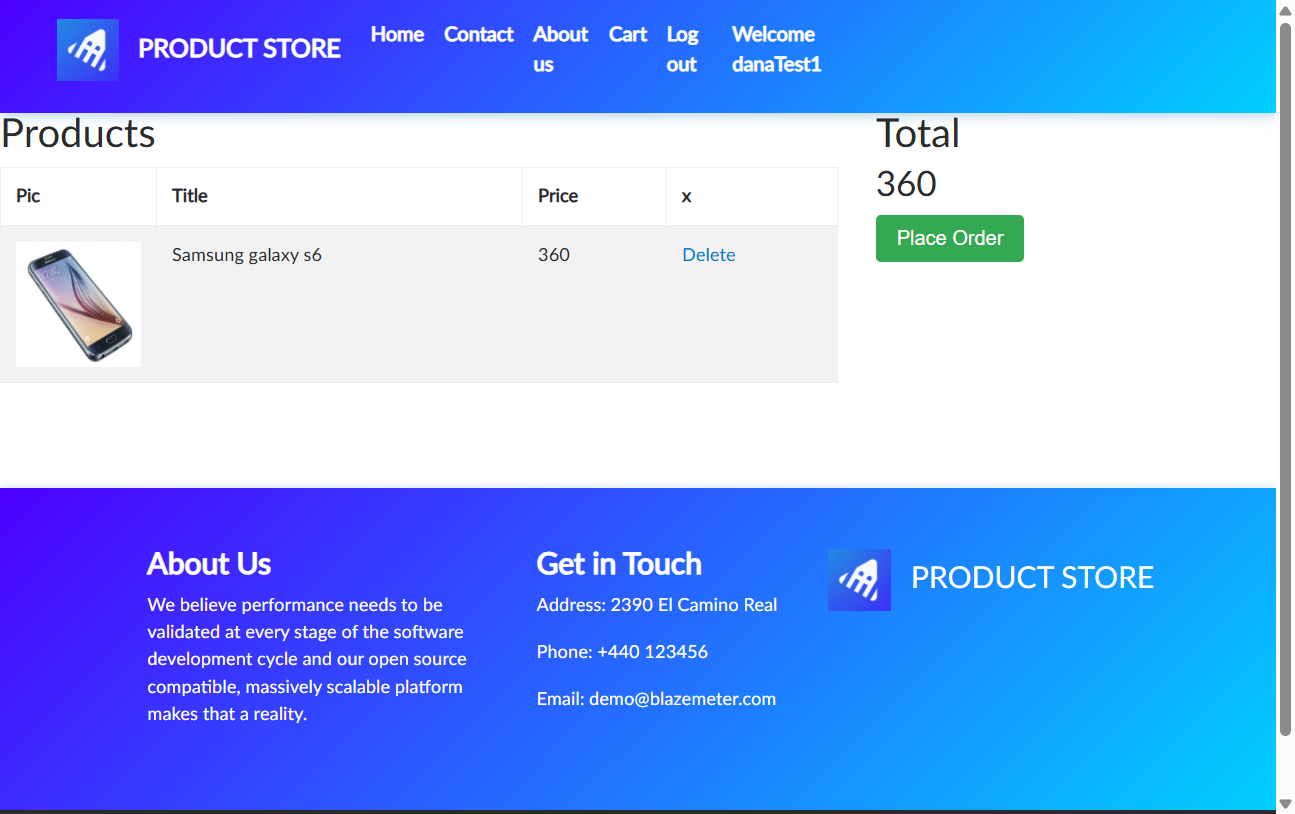 PRODUCT STORE
Home
Contact
About
us
Cart
Log
out
Welcome
danaTest1
Products
Pic
Title
Price
x
Samsung galaxy s6
360
Delete
Total
360
Place Order
About Us
We believe performance needs to be
validated at every stage of the software
development cycle and our open source
compatible, massively scalable platform
makes that a reality.
Get in Touch
Address: 2390 El Camino Real
Phone: +440 123456
Email: demo@blazemeter.com
PRODUCT STORE